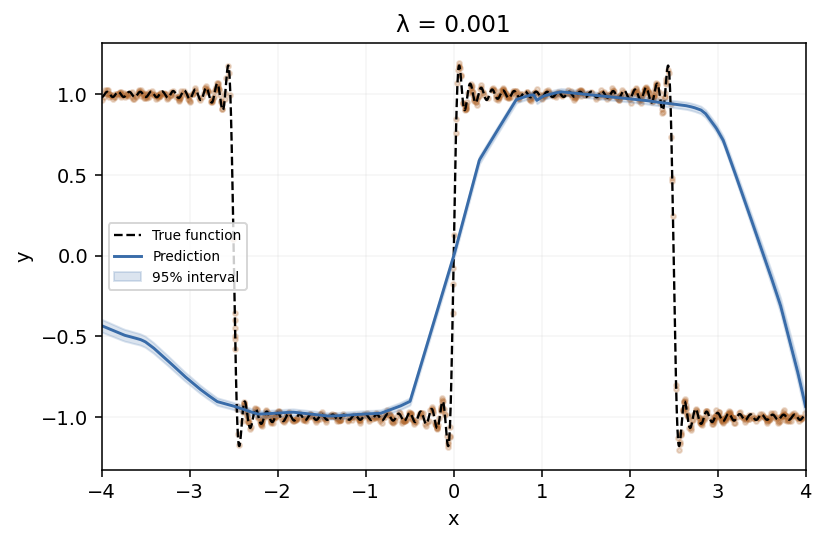 λ = 0.001
y
1.0
0.5
0.0
−0.5
−1.0
True function
Prediction
95% interval
−4
−3
−2
−1
0
1
2
3
4
x